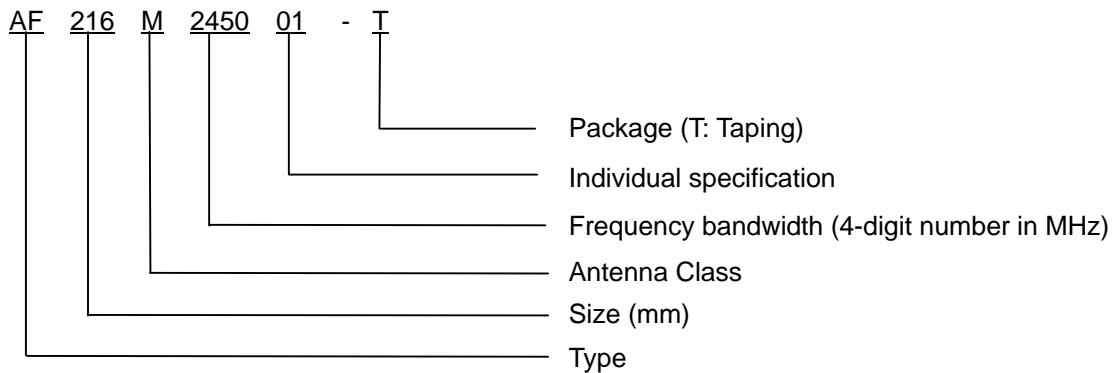 AF 216 M 2450 01 - T
Package (T: Taping)
Individual specification
Frequency bandwidth (4-digit number in MHz)
Antenna Class
Size (mm)
Type